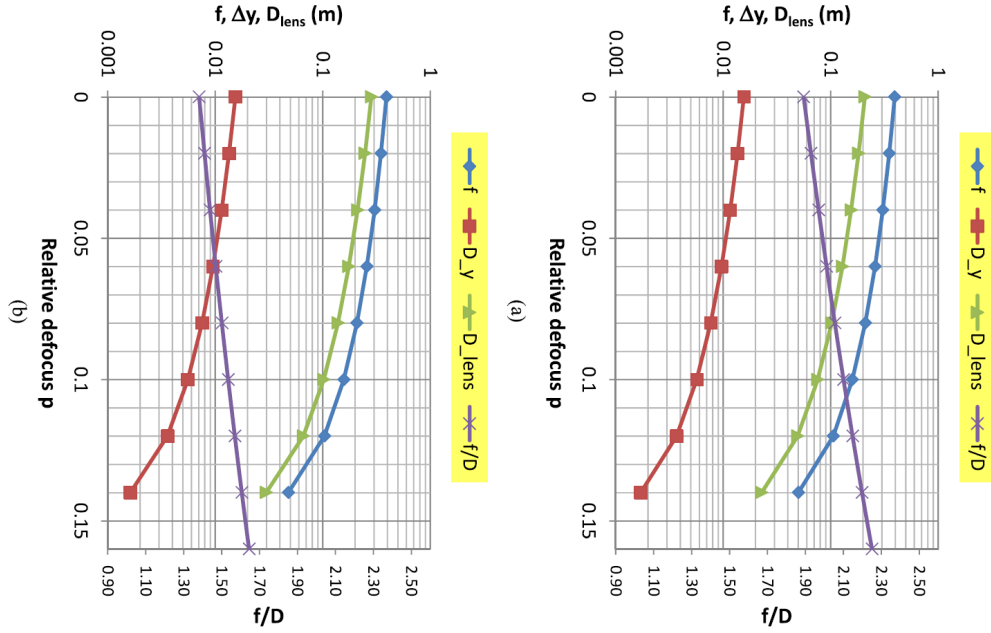 f D_y D_lens f/D
f, Δy, D_lens (m)
1
0.1
0.01
0.001
2.50
2.30
2.10
1.90
1.70
1.50
1.30
1.10
0.90
f/D
0 0.05 0.1 0.15
Relative defocus p
(a)
f D_y D_lens f/D
f, Δy, D_lens (m)
1
0.1
0.01
0.001
2.50
2.30
2.10
1.90
1.70
1.50
1.30
1.10
0.90
f/D
0 0.05 0.1 0.15
Relative defocus p
(b)